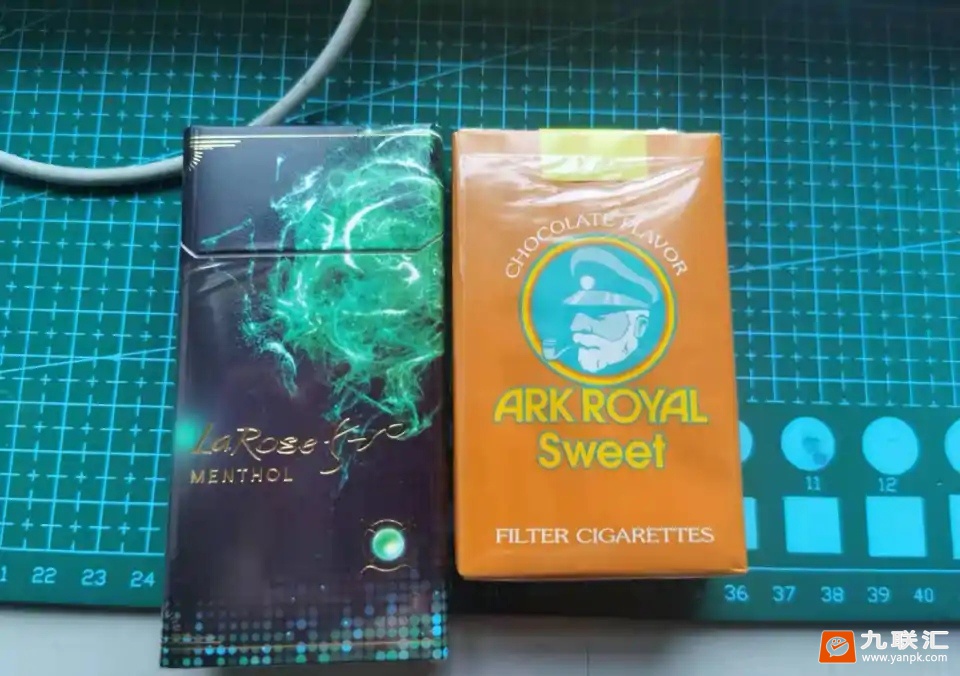 LaRose
MENTHOL
CHOCOLATE FLAVOR
ARK ROYAL
Sweet
FILTER CIGARETTES
11 12
22 23 24
36 37 38 39 40
九联汇
www.yanpk.com